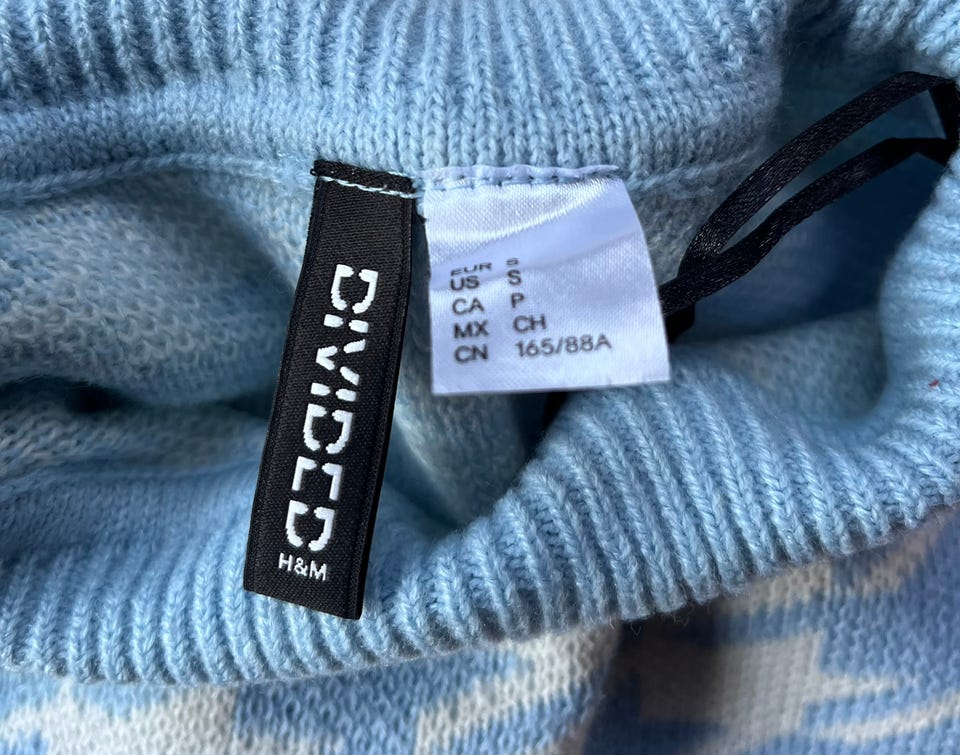 DIVIDED
H&M
EUR S
US S
CA P
MX CH
CN 165/88A